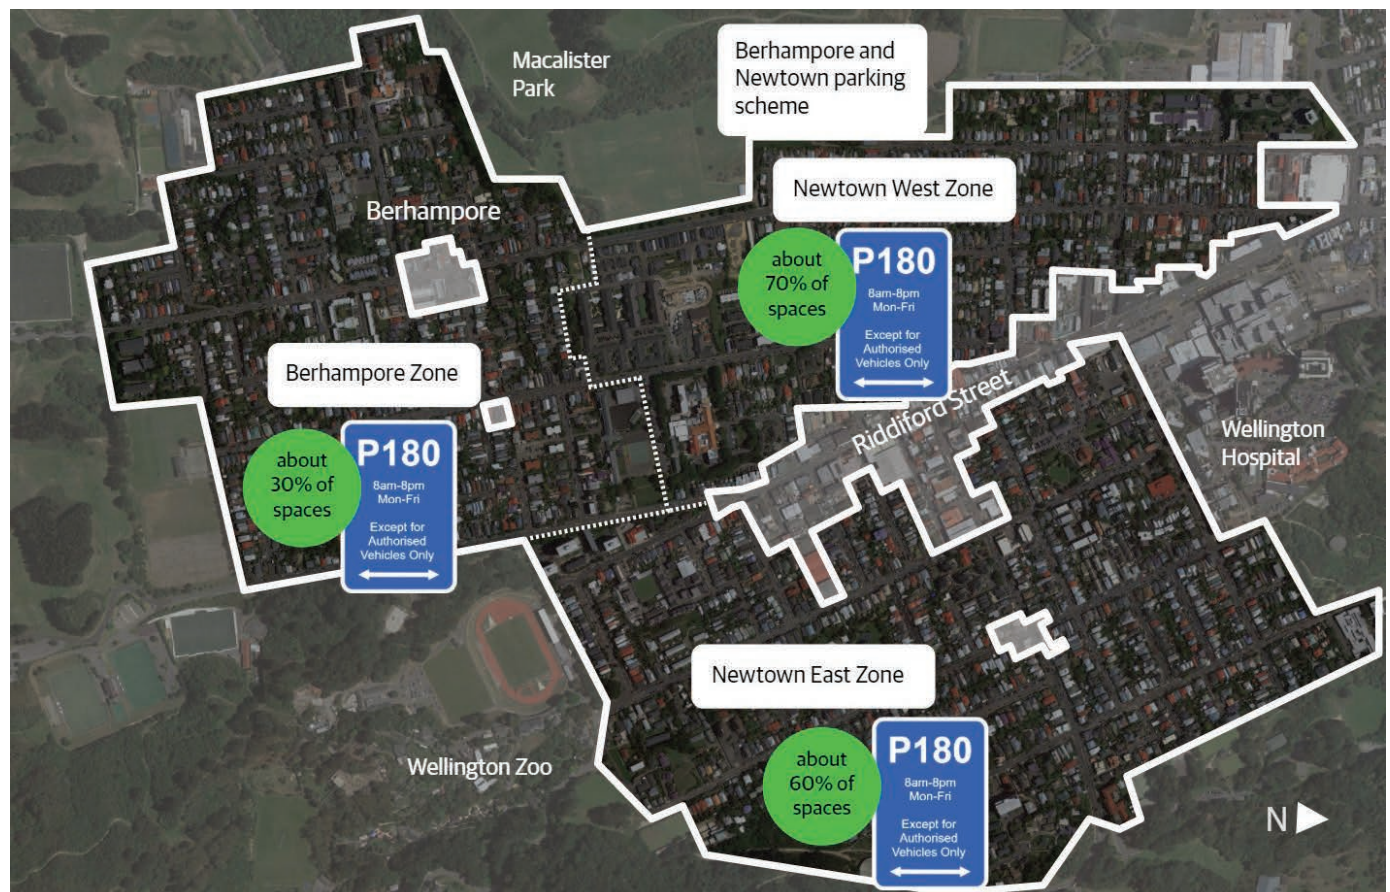 Macalister
Park
Berhampore and
Newtown parking
scheme
Newtown West Zone
Berhampore
about
70% of
spaces
P180
8am-8pm
Mon-Fri
Except for
Authorised
Vehicles Only
Berhampore Zone
Riddiford Street
about
30% of
spaces
P180
8am-8pm
Mon-Fri
Except for
Authorised
Vehicles Only
Wellington
Hospital
Newtown East Zone
Wellington Zoo
about
60% of
spaces
P180
8am-8pm
Mon-Fri
Except for
Authorised
Vehicles Only
N